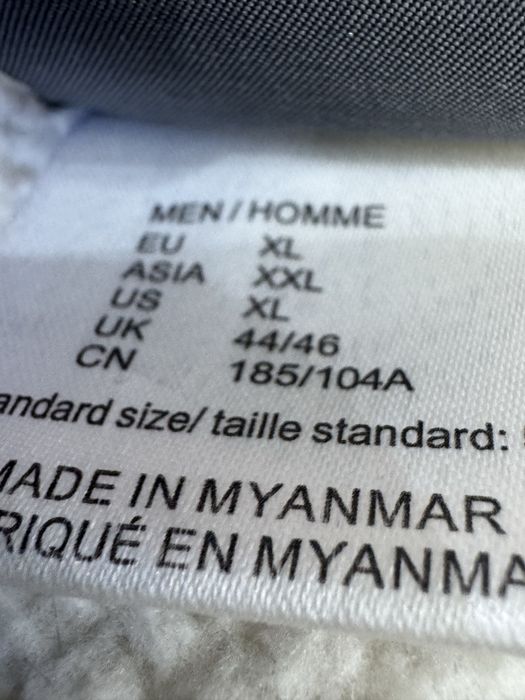 MEN / HOMME
EU XL
ASIA XXL
US XL
UK 44/46
CN 185/104A
andard size/ taille standard:
MADE IN MYANMAR
RIQUÉ EN MYANMA